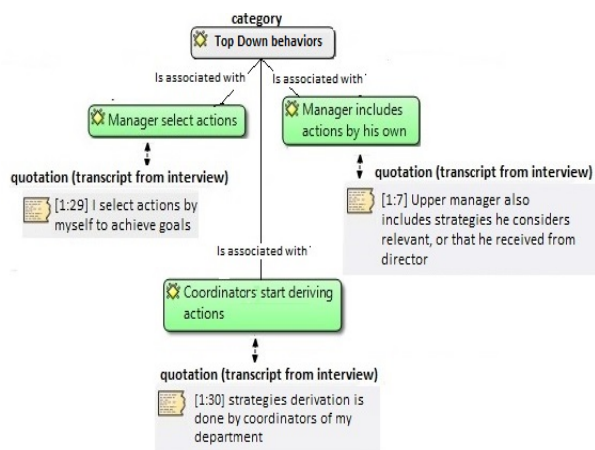 category
Top Down behaviors
Is associated with
Is associated with
Manager select actions
Manager includes
actions by his own
quotation (transcript from interview)
[1:29] I select actions by
myself to achieve goals
quotation (transcript from interview)
[1:7] Upper manager also
includes strategies he considers
relevant, or that he received from
director
Is associated with
Coordinators start deriving
actions
quotation (transcript from interview)
[1:30] strategies derivation is
done by coordinators of my
department